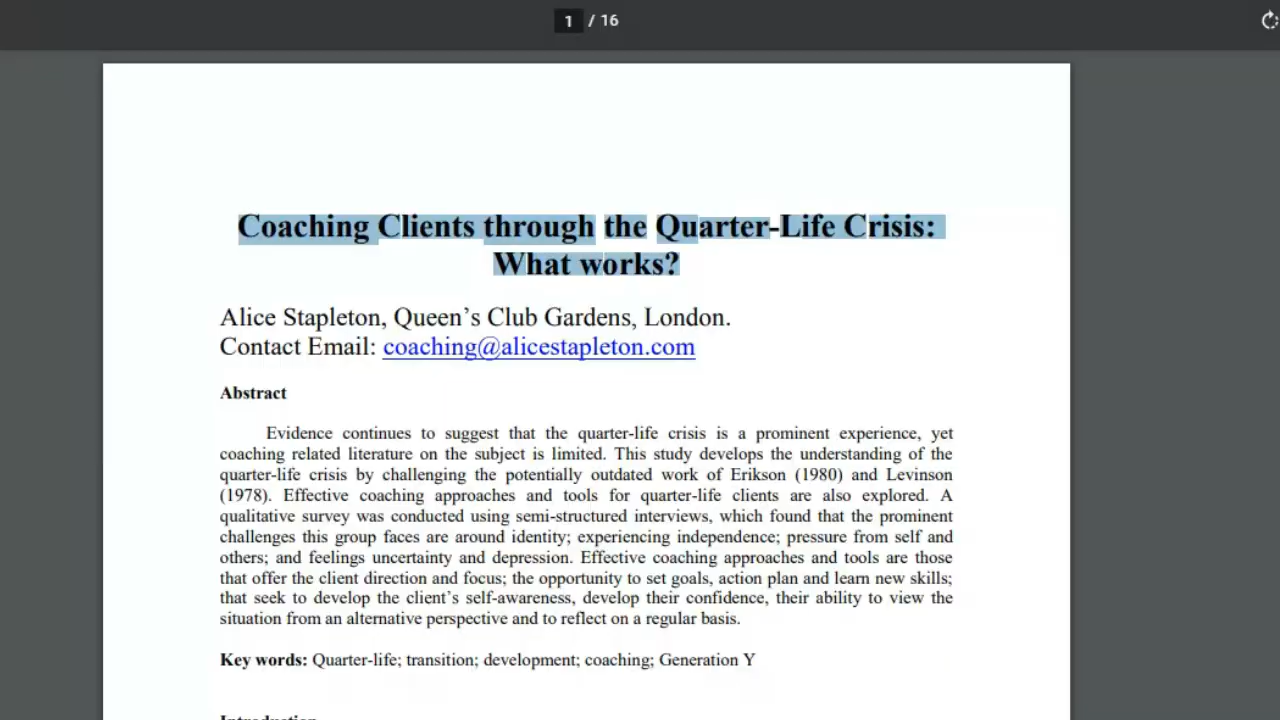 1 / 16
Coaching Clients through the Quarter-Life Crisis:
What works?
Alice Stapleton, Queen’s Club Gardens, London.
Contact Email: coaching@alicestapleton.com
Abstract
Evidence continues to suggest that the quarter-life crisis is a prominent experience, yet
coaching related literature on the subject is limited. This study develops the understanding of the
quarter-life crisis by challenging the potentially outdated work of Erikson (1980) and Levinson
(1978). Effective coaching approaches and tools for quarter-life clients are also explored. A
qualitative survey was conducted using semi-structured interviews, which found that the prominent
challenges this group faces are around identity; experiencing independence; pressure from self and
others; and feelings uncertainty and depression. Effective coaching approaches and tools are those
that offer the client direction and focus; the opportunity to set goals, action plan and learn new skills;
that seek to develop the client’s self-awareness, develop their confidence, their ability to view the
situation from an alternative perspective and to reflect on a regular basis.
Key words: Quarter-life; transition; development; coaching; Generation Y
Introduction